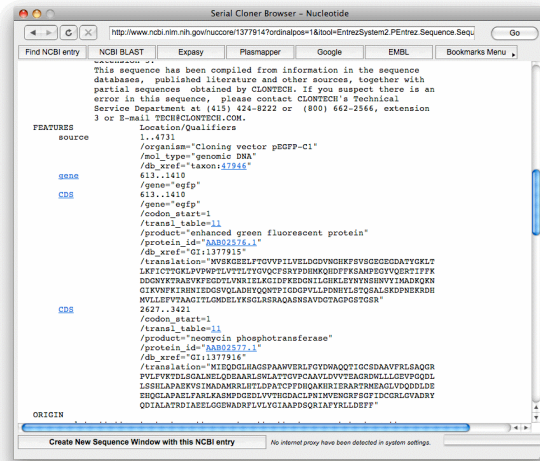 Serial Cloner Browser - Nucleotide
http://www.ncbi.nlm.nih.gov/nuccore/1377914?ordinalpos=1&itool=EntrezSystem2.PEntrez.Sequence.Sequ
Go
Find NCBI entry
NCBI BLAST
Expasy
Plasmapper
Google
EMBL
Bookmarks Menu
extension 3.
This sequence has been compiled from information in the sequence
databases, published literature and other sources, together with
partial sequences obtained by CLONTECH. If you suspect there is an
error in this sequence, please contact CLONTECH's Technical
Service Department at (415) 424-8222 or (800) 662-2566, extension
3 or E-mail TECH@CLONTECH.COM.
FEATURES Location/Qualifiers
source 1..4731
/organism="Cloning vector pEGFP-C1"
/mol_type="genomic DNA"
/db_xref="taxon:47946"
gene 613..1410
/gene="egfp"
CDS 613..1410
/gene="egfp"
/codon_start=1
/transl_table=11
/product="enhanced green fluorescent protein"
/protein_id="AAB02576.1"
/db_xref="GI:1377915"
/translation="MVSKGEELFTGVVPILVELDGDVNGHKFSVSGEGEGDATYGKLT
LKFICTTGKLPVPWPTLVTTLTYGVQCFSRYPDHMKQHDFFKSAMPEGYVQERTIFFK
DDGNYKTRAEVKFEGDTLVNRIELKGIDFKEDGNILGHKLEYNYNSHNVYIMADKQKN
GIKVNFKIRHNIEDGSVQLADHYQQNTPIGDGPVLLPDNHYLSTQSALSKDPNEKRDH
MVLLEFVTAAGITLGMDELYKSGLRSRAQASNSAVDGTAGPGSTGSR"
CDS 2627..3421
/codon_start=1
/transl_table=11
/product="neomycin phosphotransferase"
/protein_id="AAB02577.1"
/db_xref="GI:1377916"
/translation="MIEQDGLHAGSPAAWVERLFGYDWAQQTIGCSDAAVFRLSAQGR
PVLFVKTDLSGALNELQDEAARLSWLATTGVPCAAVLDVVTEAGRDWLLLGEVPGQDL
LSSHLAPAEKVSIMADAMRRLHTLDPATCPFDHQAKHRIERARTRMEAGLVDQDDLDE
EHQGLAPAELFARLKASMPDGEDLVVTHGDACLPNIMVENGRFSGFIDCGRLGVADRY
QDIALATRDIAEELGGEWADRFLVLYGIAAPDSQRIAFYRLLDEFF"
ORIGIN
Create New Sequence Window with this NCBI entry
No internet proxy have been detected in system settings.